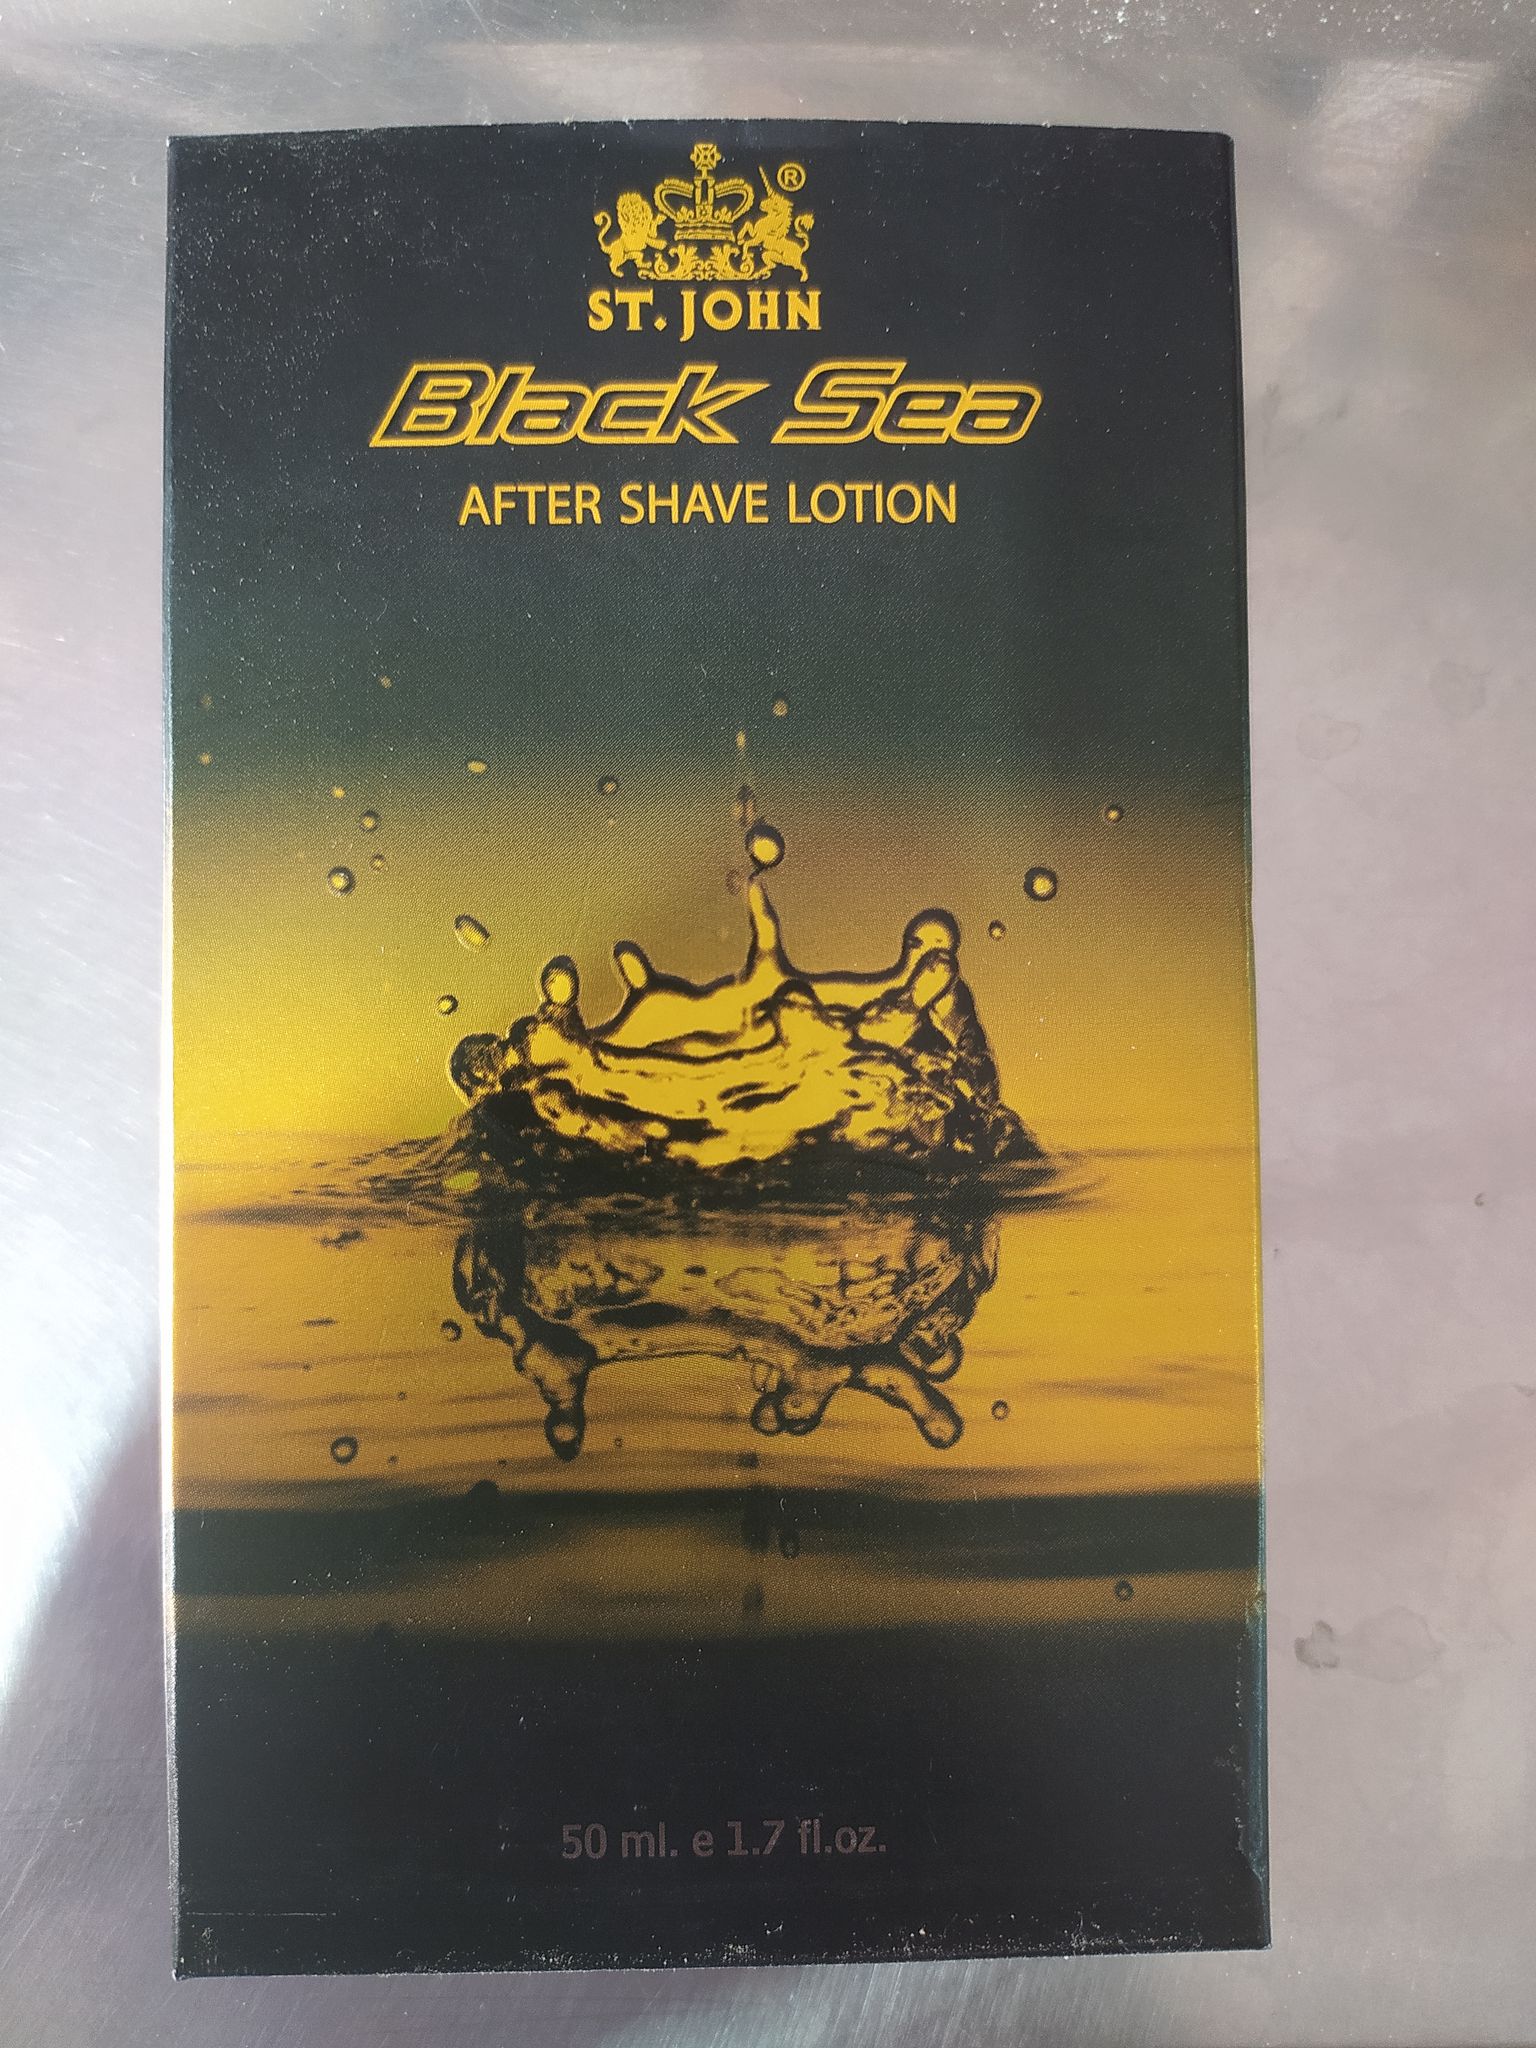 ®
ST. JOHN
Black Sea
AFTER SHAVE LOTION
50 ml. e 1.7 fl.oz.